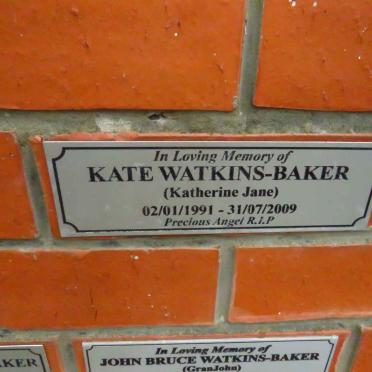 In Loving Memory of
KATE WATKINS-BAKER
(Katherine Jane)
02/01/1991 - 31/07/2009
Precious Angel R.I.P
In Loving Memory of
JOHN BRUCE WATKINS-BAKER
(GranJohn)
KER